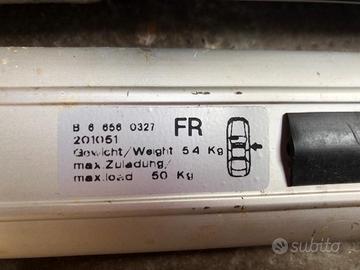 B 6 656 0327
FR
201051
Gewicht/Weight 5.4 Kg
max.Zuladung/
max.load 50 Kg
subito